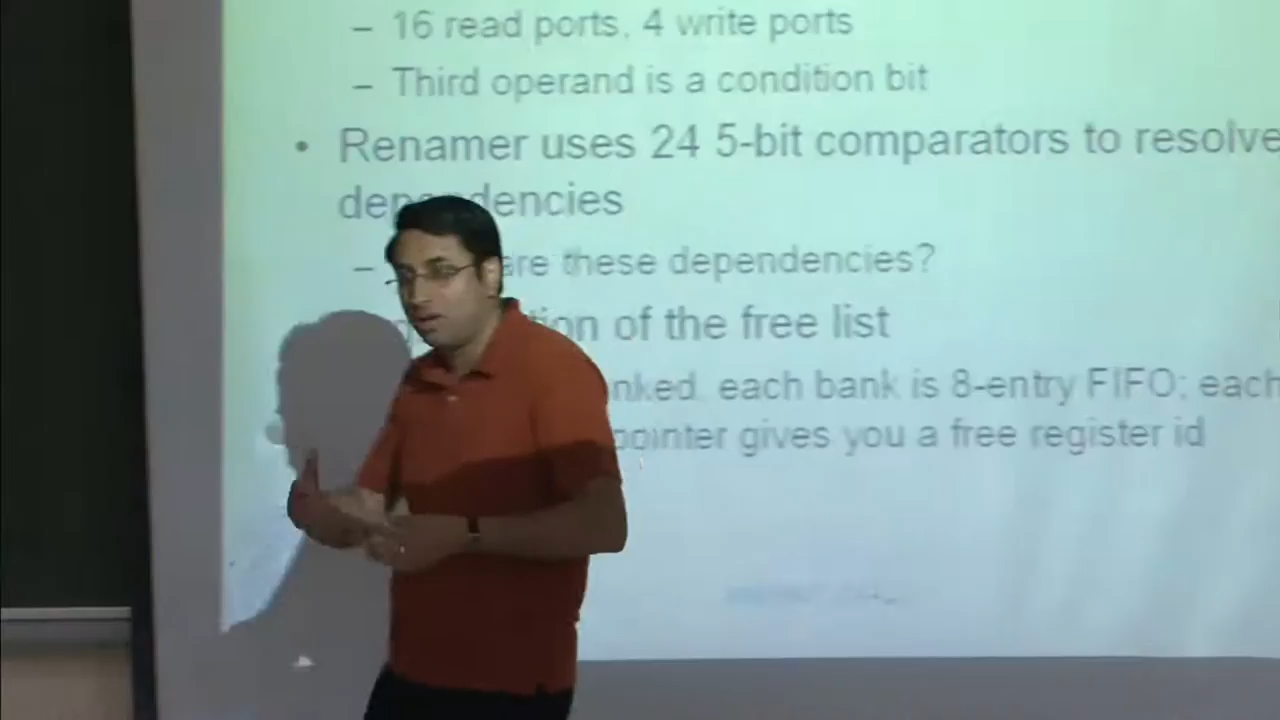 – 16 read ports, 4 write ports
– Third operand is a condition bit
• Renamer uses 24 5-bit comparators to resolve
dependencies
– are these dependencies?
of the free list
each bank is 8-entry FIFO; each
pointer gives you a free register id